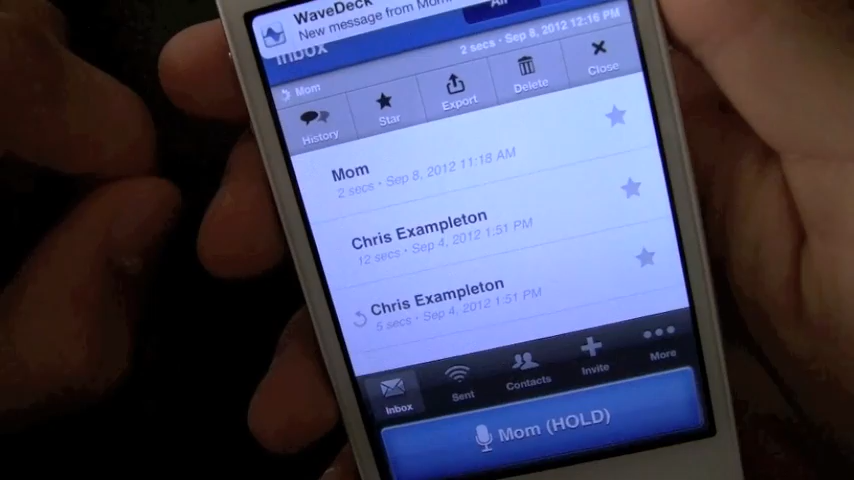 WaveDeck
New message from Mom.
All
Inbox
2 secs • Sep 8, 2012 12:16 PM
Mom
History
Star
Export
Delete
Close
Mom
2 secs • Sep 8, 2012 11:18 AM
Chris Exampleton
12 secs • Sep 4, 2012 1:51 PM
Chris Exampleton
5 secs • Sep 4, 2012 1:51 PM
Inbox
Sent
Contacts
Invite
More
Mom (HOLD)